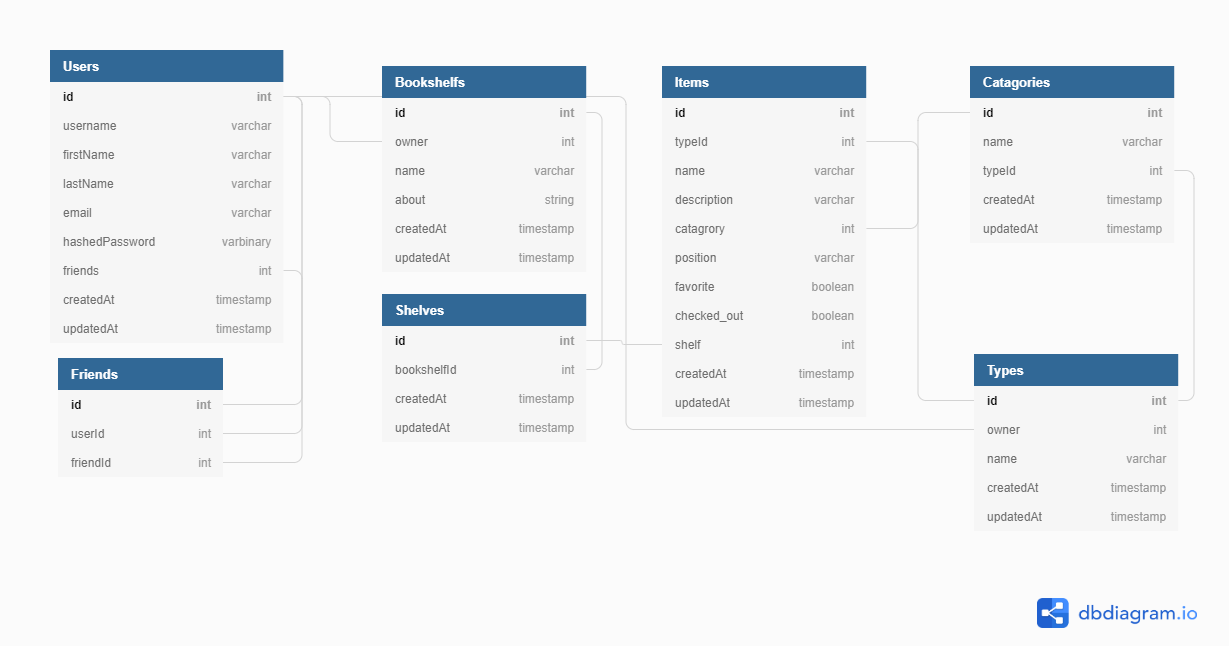 Users
id int
username varchar
firstName varchar
lastName varchar
email varchar
hashedPassword varbinary
friends int
createdAt timestamp
updatedAt timestamp
Friends
id int
userId int
friendId int
Bookshelfs
id int
owner int
name varchar
about string
createdAt timestamp
updatedAt timestamp
Shelves
id int
bookshelfId int
createdAt timestamp
updatedAt timestamp
Items
id int
typeId int
name varchar
description varchar
catagrory int
position varchar
favorite boolean
checked_out boolean
shelf int
createdAt timestamp
updatedAt timestamp
Catagories
id int
name varchar
typeId int
createdAt timestamp
updatedAt timestamp
Types
id int
owner int
name varchar
createdAt timestamp
updatedAt timestamp
dbdiagram.io